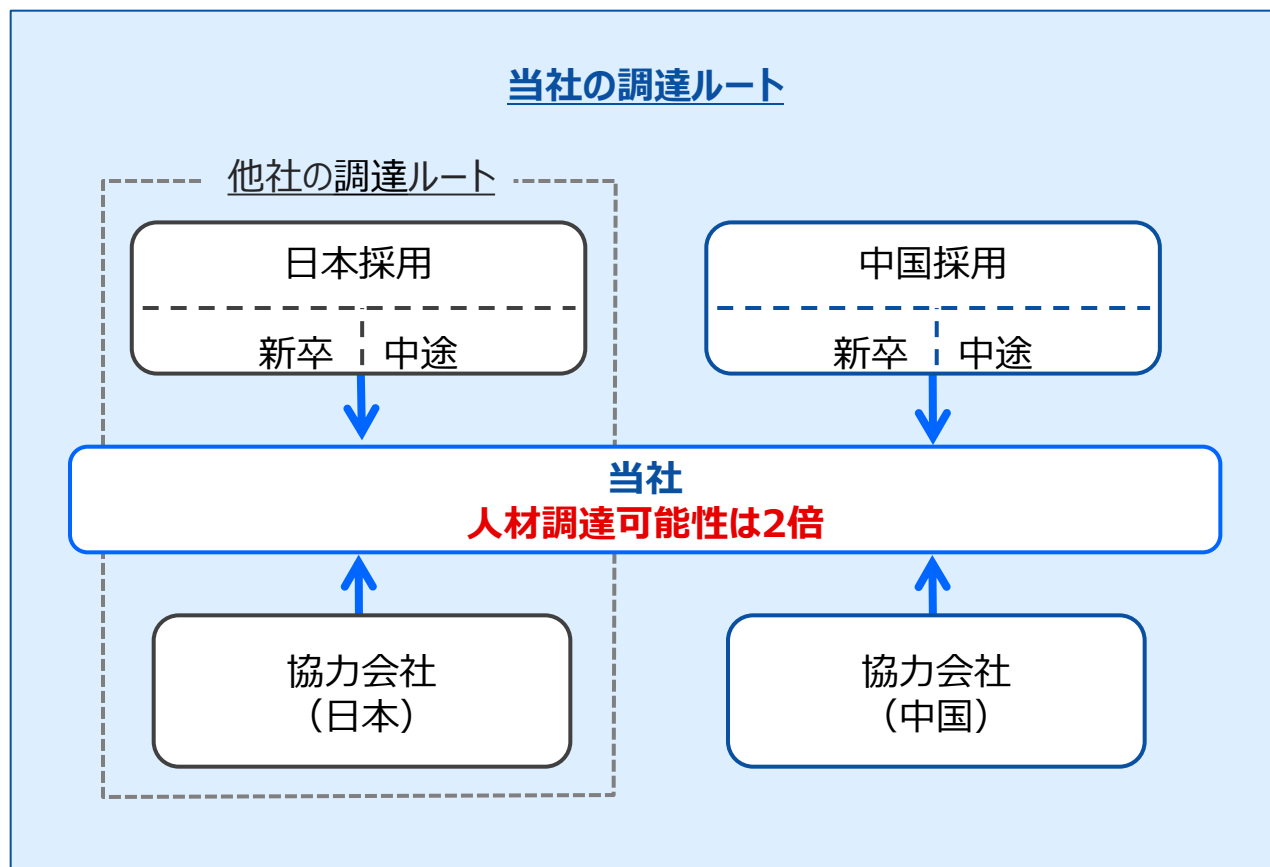 当社の調達ルート
他社の調達ルート
日本採用
新卒 中途
中国採用
新卒 中途
当社
人材調達可能性は2倍
協力会社
（日本）
協力会社
（中国）